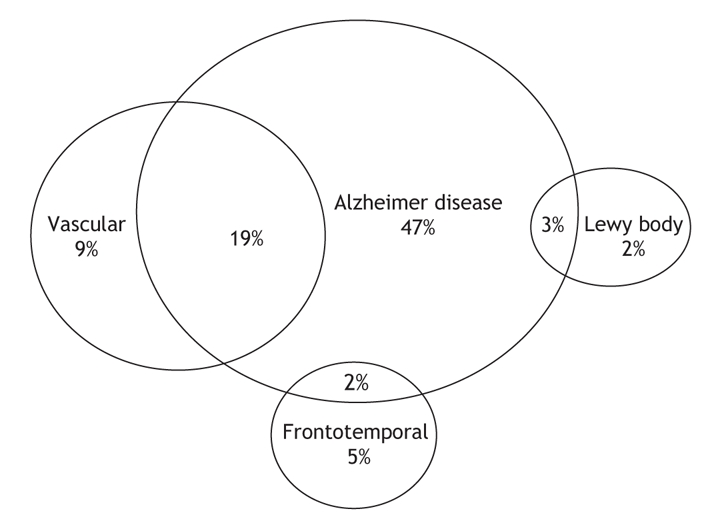 Alzheimer disease
47%
Vascular
9%
19%
3%
Lewy body
2%
2%
Frontotemporal
5%